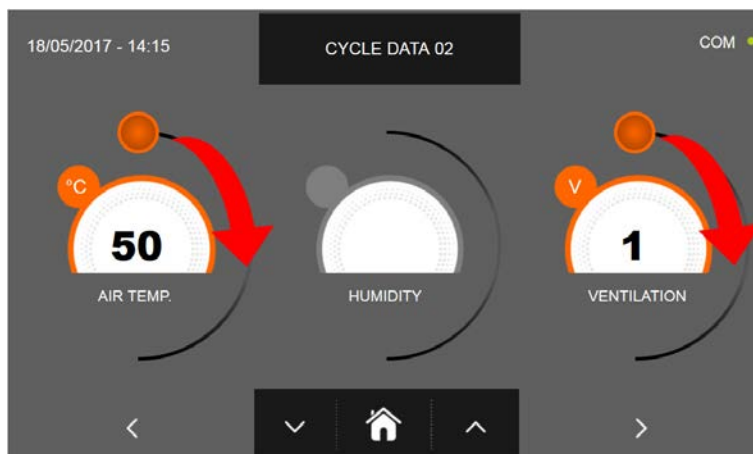 18/05/2017 - 14:15
CYCLE DATA 02
COM
°C
V
50
1
AIR TEMP.
HUMIDITY
VENTILATION